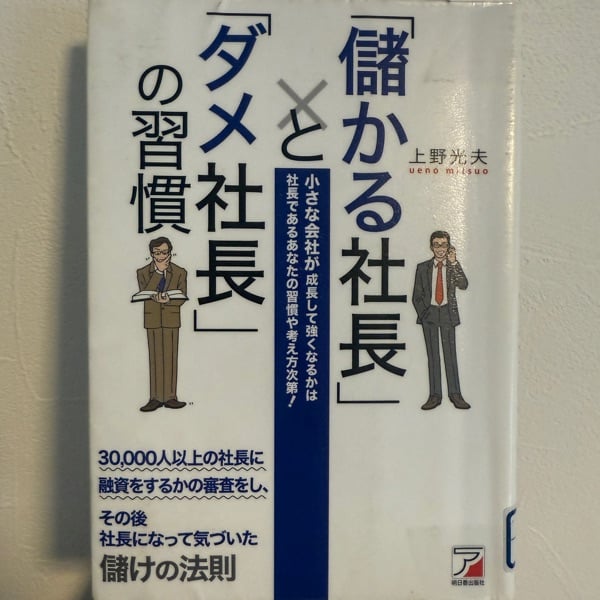 「儲かる社長」
×と
「ダメ社長」
の習慣
上野光夫
ueno mitsuo
小さな会社が成長して強くなるかは
社長であるあなたの習慣や考え方次第！
30,000人以上の社長に
融資をするかの審査をし、
その後
社長になって気づいた
儲けの法則
ア
明日香出版社